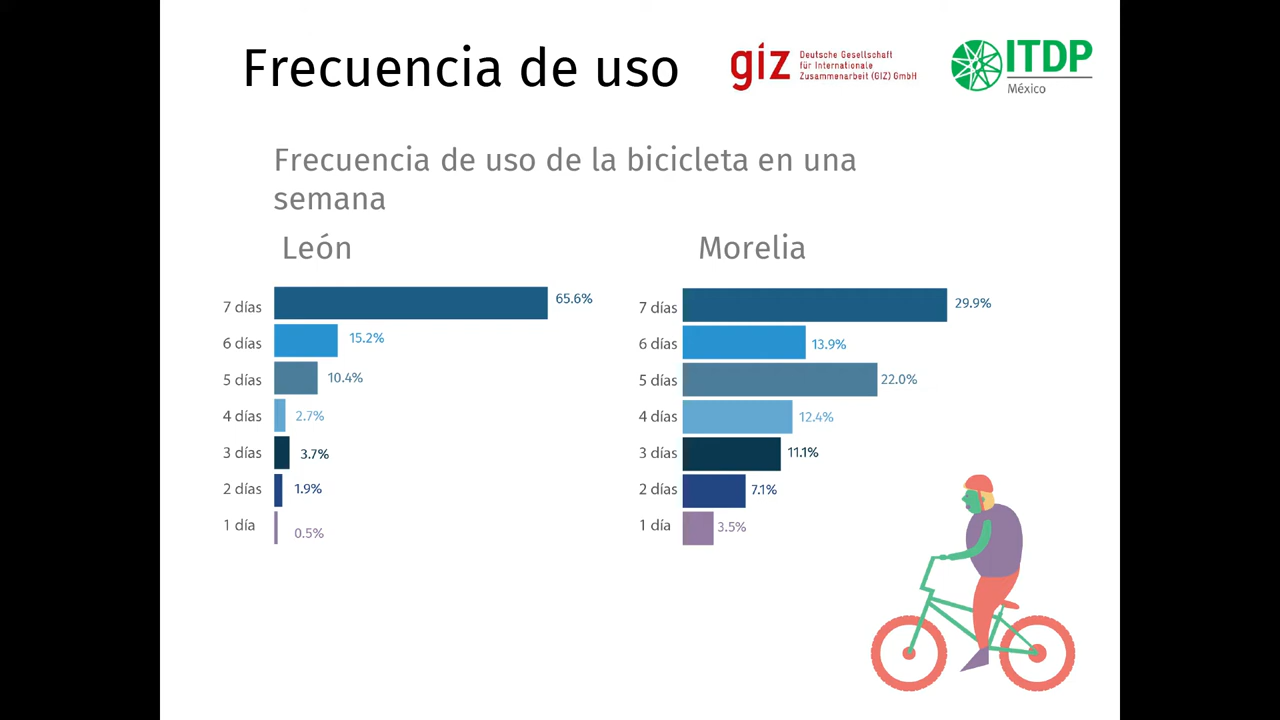 Frecuencia de uso
giz
Deutsche Gesellschaft
für Internationale
Zusammenarbeit (GIZ) GmbH
ITDP
México
Frecuencia de uso de la bicicleta en una
semana
León
7 días 65.6%
6 días 15.2%
5 días 10.4%
4 días 2.7%
3 días 3.7%
2 días 1.9%
1 día 0.5%
Morelia
7 días 29.9%
6 días 13.9%
5 días 22.0%
4 días 12.4%
3 días 11.1%
2 días 7.1%
1 día 3.5%